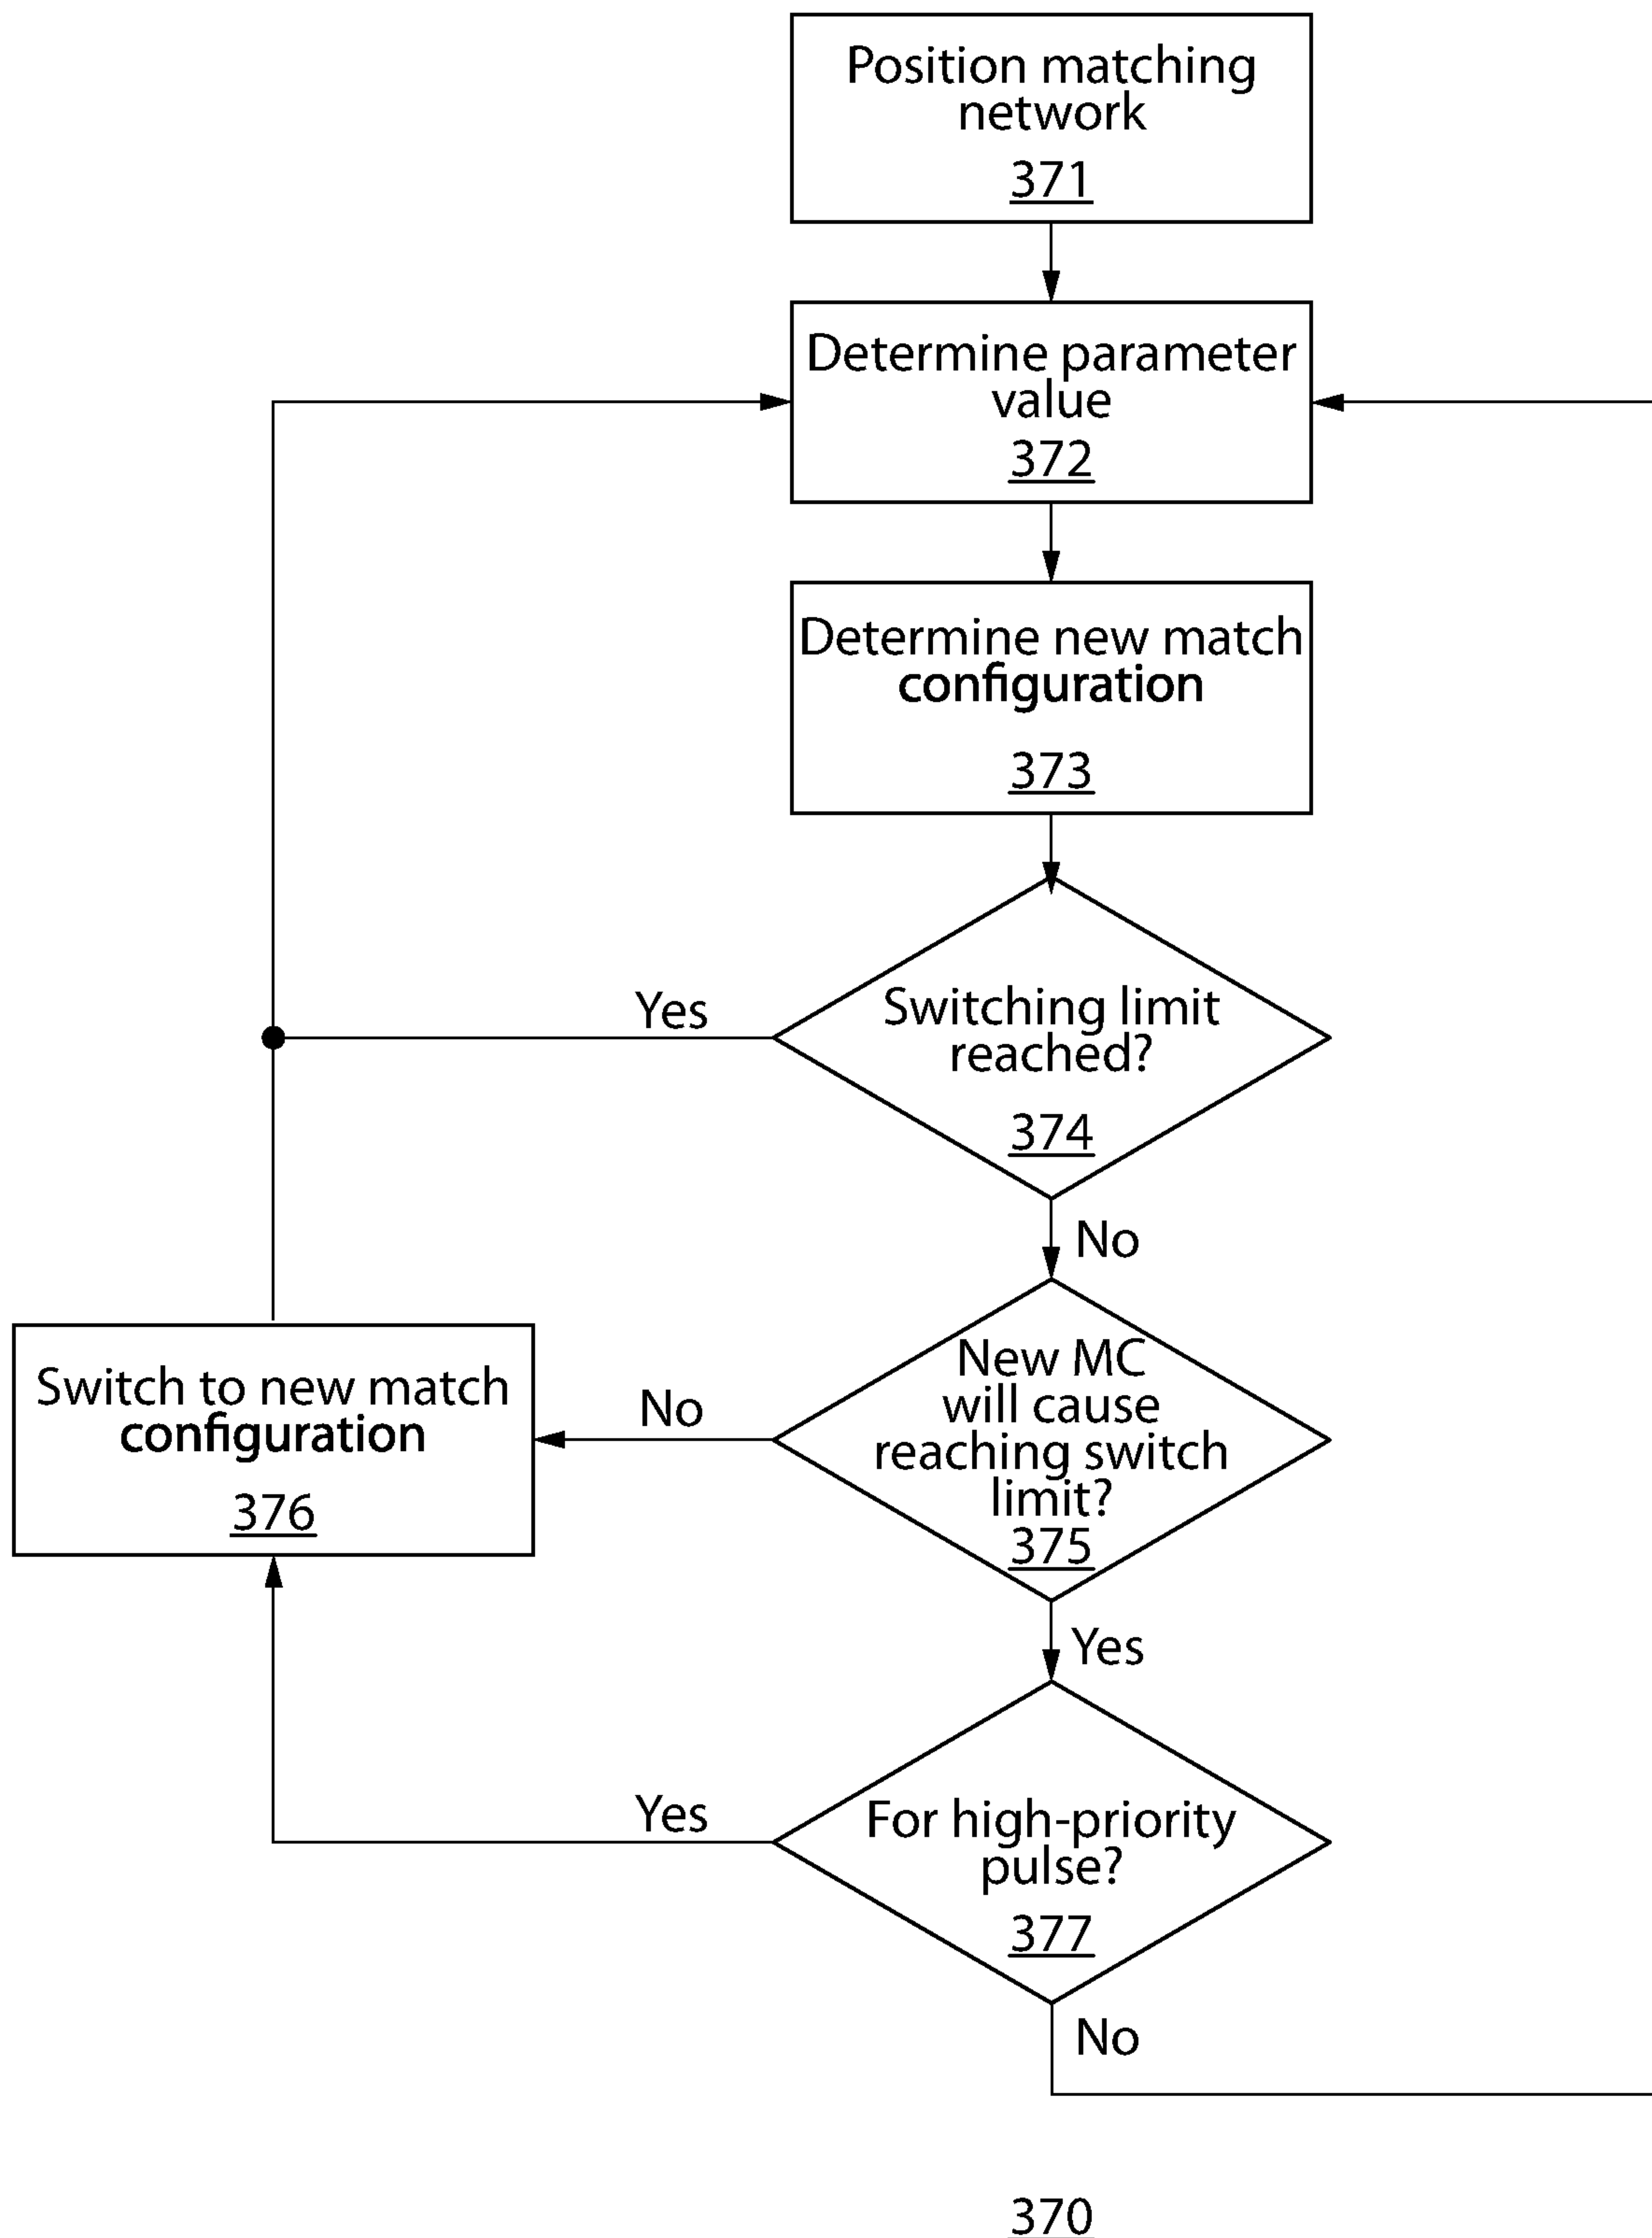 Position matching
network
371
Determine parameter
value
372
Determine new match
configuration
373
Switching limit
reached?
374
Yes
No
New MC
will cause
reaching switch
limit?
375
No
Switch to new match
configuration
376
Yes
For high-priority
pulse?
377
Yes
No
370